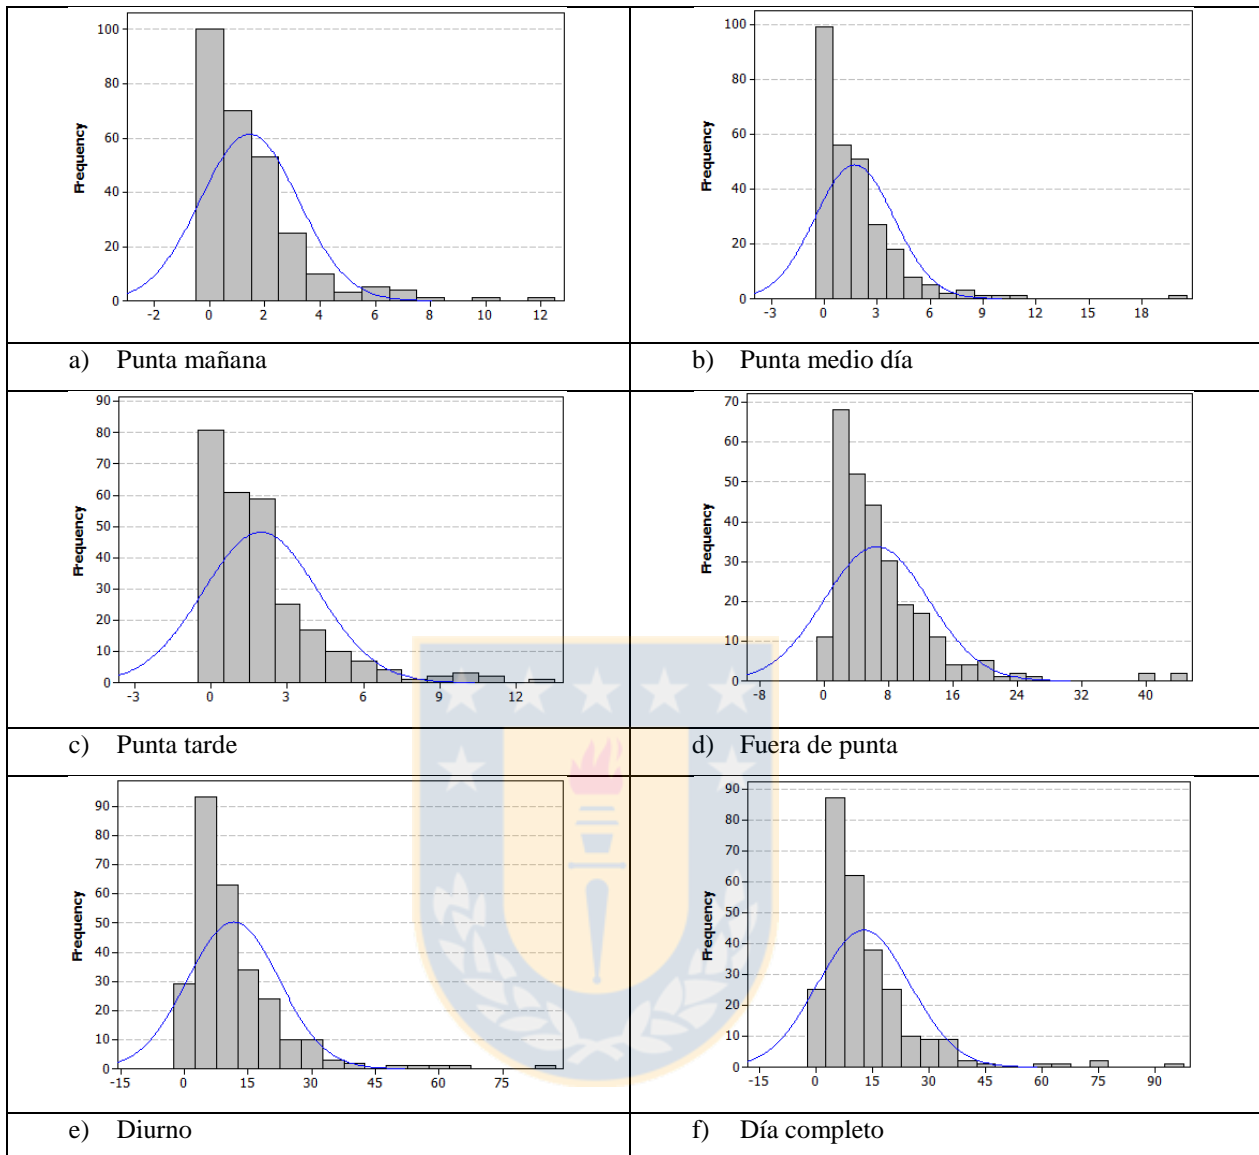 100
80
60
40
20
0
Frequency
-2 0 2 4 6 8 10 12
a) Punta mañana
100
80
60
40
20
0
Frequency
-3 0 3 6 9 12 15 18
b) Punta medio día
90
80
70
60
50
40
30
20
10
0
Frequency
-3 0 3 6 9 12
c) Punta tarde
70
60
50
40
30
20
10
0
Frequency
-8 0 8 16 24 32 40
d) Fuera de punta
90
80
70
60
50
40
30
20
10
0
Frequency
-15 0 15 30 45 60 75
e) Diurno
90
80
70
60
50
40
30
20
10
0
Frequency
-15 0 15 30 45 60 75 90
f) Día completo